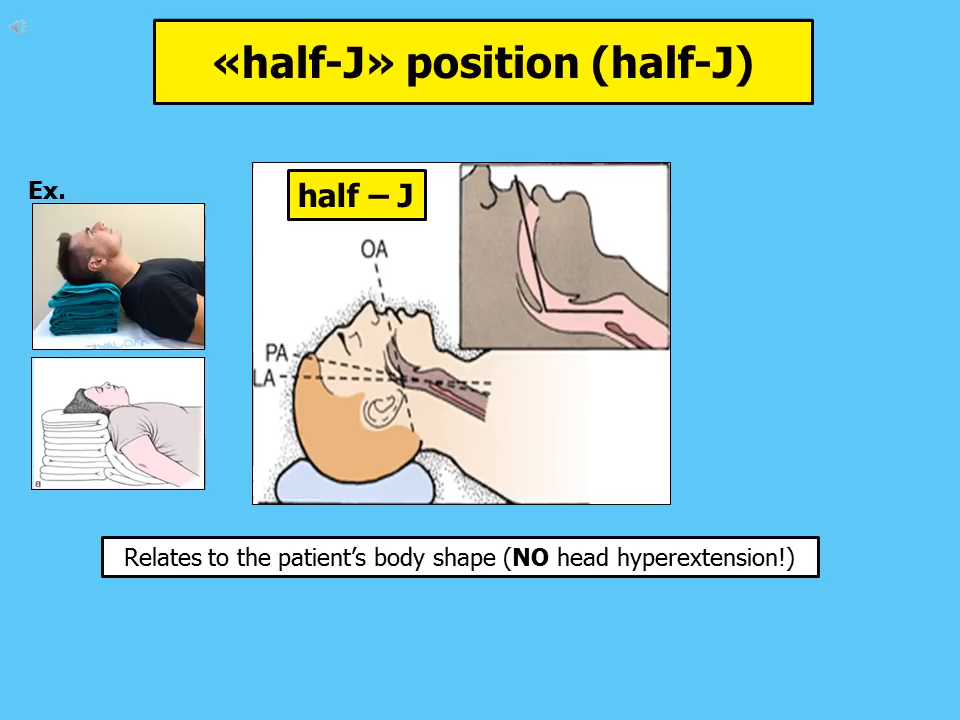 «half-J» position (half-J)
Ex.
half – J
OA
PA
LA
B
Relates to the patient’s body shape (NO head hyperextension!)